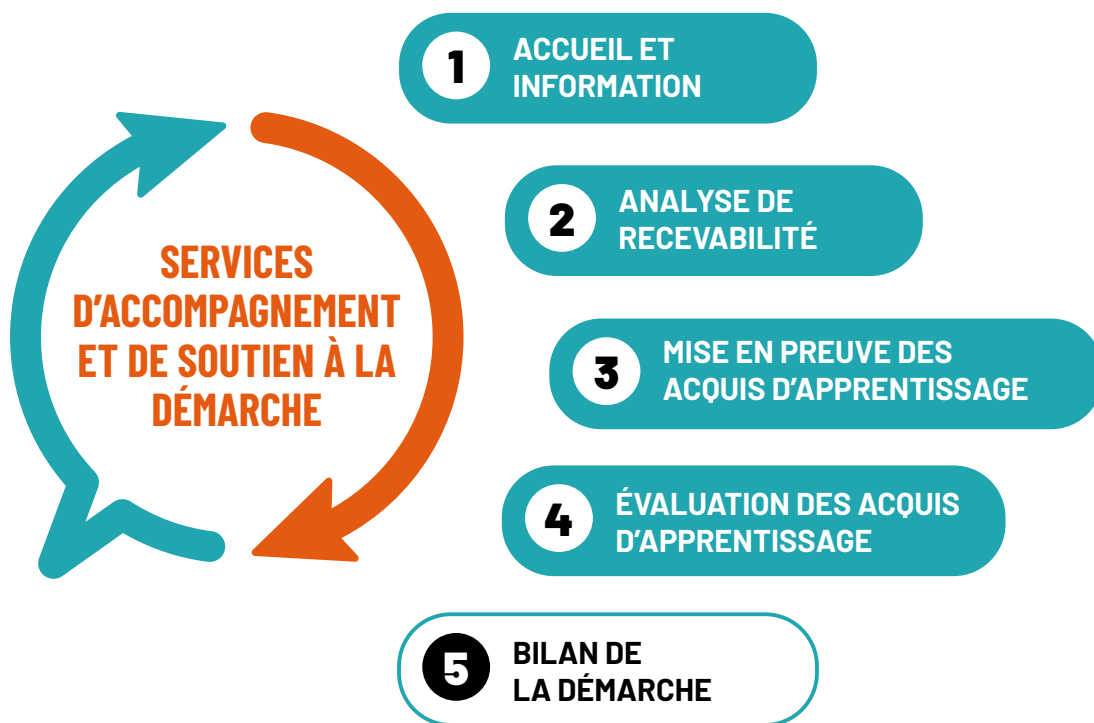 1
ACCUEIL ET
INFORMATION
2
ANALYSE DE
RECEVABILITÉ
SERVICES
D’ACCOMPAGNEMENT
ET DE SOUTIEN À LA
DÉMARCHE
3
MISE EN PREUVE DES
ACQUIS D’APPRENTISSAGE
4
ÉVALUATION DES ACQUIS
D’APPRENTISSAGE
5
BILAN DE
LA DÉMARCHE